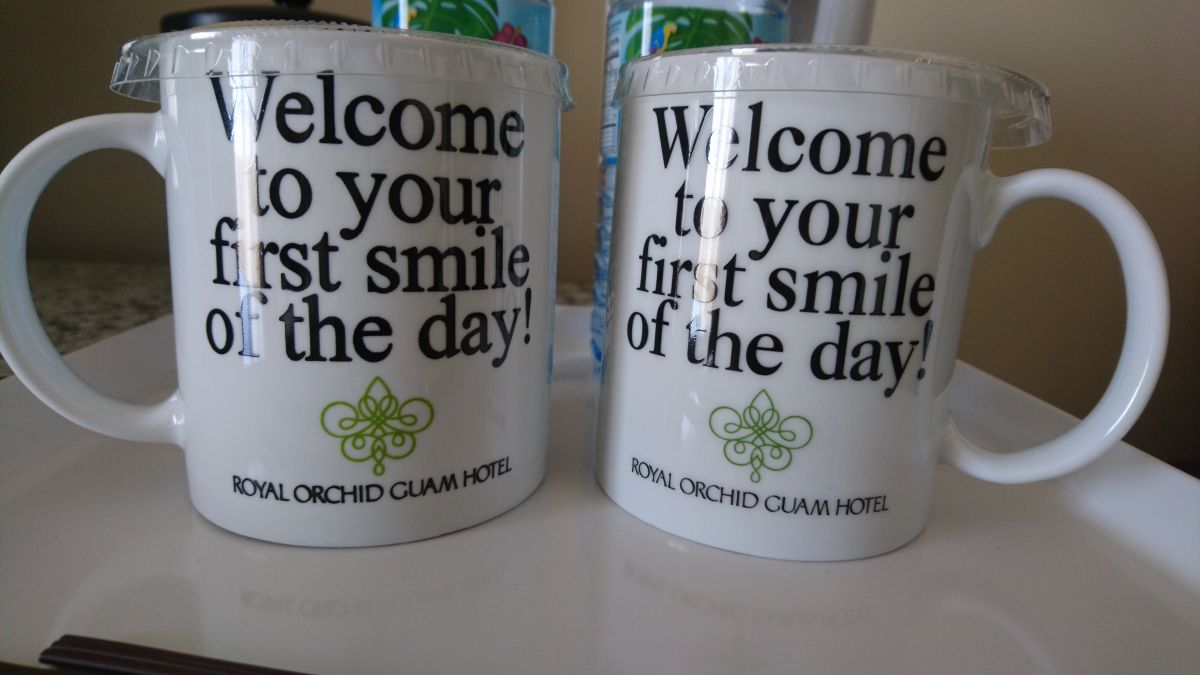 Welcome
to your
first smile
of the day!
ROYAL ORCHID GUAM HOTEL
Welcome
to your
first smile
of the day!
ROYAL ORCHID GUAM HOTEL